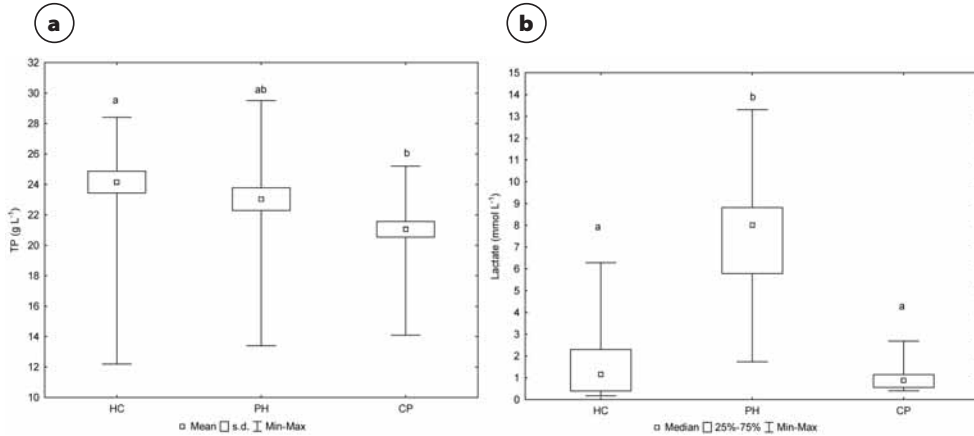 a
b
32
30
28
26
24
22
20
18
16
14
12
10
TP (g L⁻¹)
a
ab
b
HC
PH
CP
Mean s.d. Min-Max
15
14
13
12
11
10
9
8
7
6
5
4
3
2
1
0
Lactate (mmol L⁻¹)
a
b
a
HC
PH
CP
Median 25%-75% Min-Max